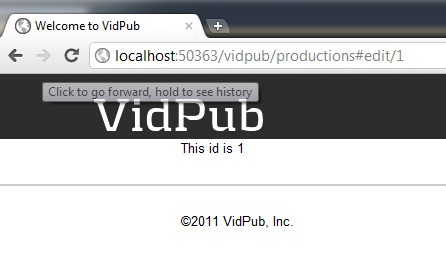 Welcome to VidPub
localhost:50363/vidpub/productions#edit/1
Click to go forward, hold to see history
VidPub
This id is 1
©2011 VidPub, Inc.